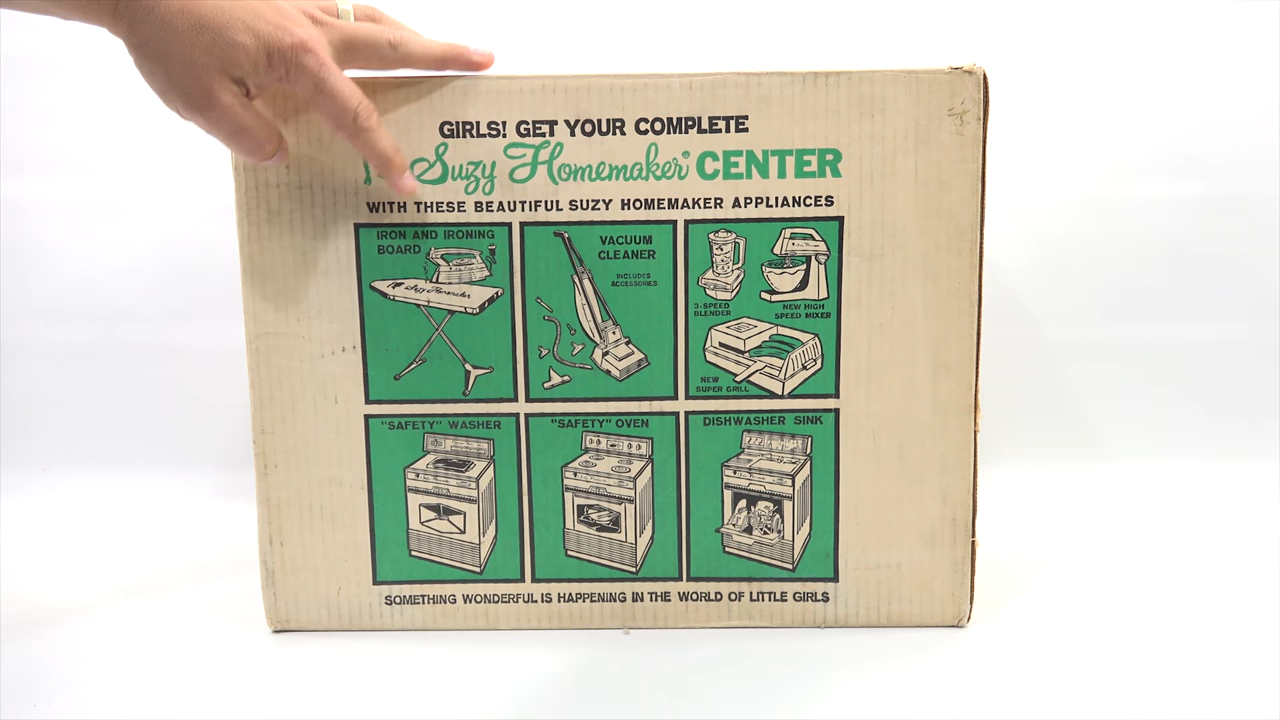 GIRLS! GET YOUR COMPLETE
Suzy Homemaker® CENTER
WITH THESE BEAUTIFUL SUZY HOMEMAKER APPLIANCES
IRON AND IRONING
BOARD
Suzy Homemaker
VACUUM
CLEANER
INCLUDES
ACCESSORIES
3-SPEED
BLENDER
NEW HIGH
SPEED MIXER
NEW
SUPER GRILL
"SAFETY" WASHER
"SAFETY" OVEN
DISHWASHER SINK
SOMETHING WONDERFUL IS HAPPENING IN THE WORLD OF LITTLE GIRLS